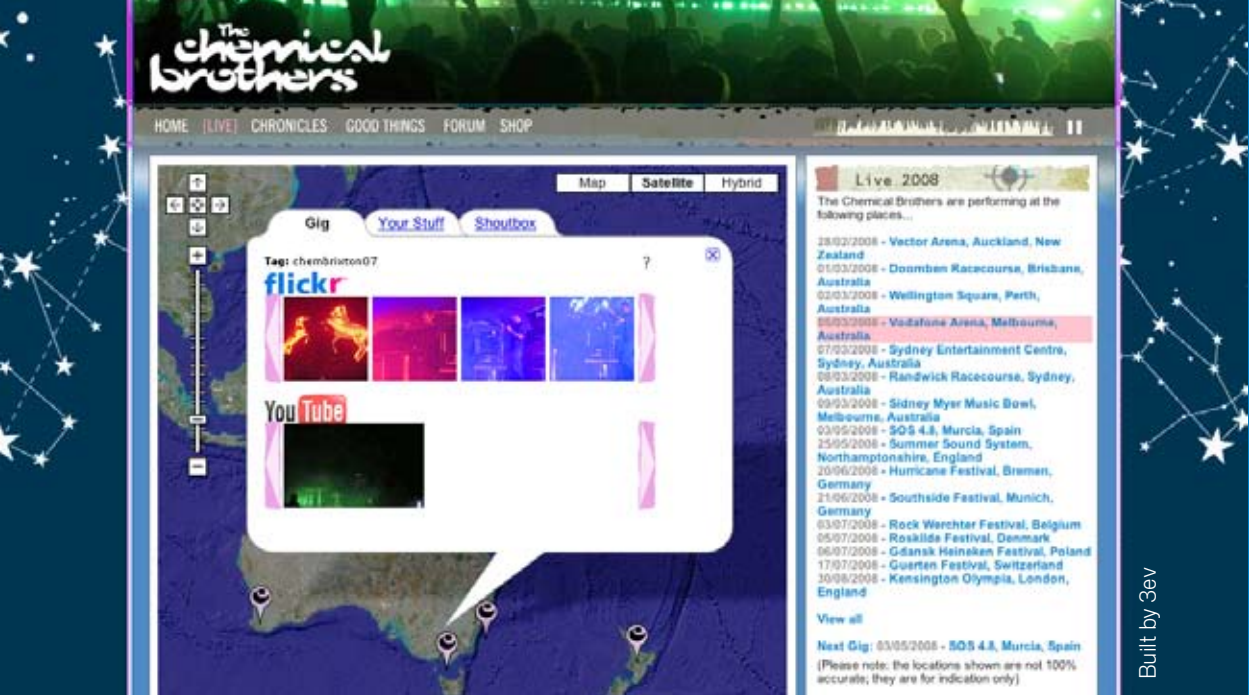 The
chemical
brothers
HOME [LIVE] CHRONICLES GOOD THINGS FORUM SHOP
Map Satellite Hybrid
Gig Your Stuff Shoutbox
Tag: chembrixton07 ?
flickr
You Tube
Live 2008
The Chemical Brothers are performing at the
following places...
28/02/2008 - Vector Arena, Auckland, New
Zealand
01/03/2008 - Doomben Racecourse, Brisbane,
Australia
02/03/2008 - Wellington Square, Perth,
Australia
05/03/2008 - Vodafone Arena, Melbourne,
Australia
07/03/2008 - Sydney Entertainment Centre,
Sydney, Australia
08/03/2008 - Randwick Racecourse, Sydney,
Australia
09/03/2008 - Sidney Myer Music Bowl,
Melbourne, Australia
03/05/2008 - SOS 4.8, Murcia, Spain
25/05/2008 - Summer Sound System,
Northamptonshire, England
20/06/2008 - Hurricane Festival, Bremen,
Germany
21/06/2008 - Southside Festival, Munich,
Germany
03/07/2008 - Rock Werchter Festival, Belgium
05/07/2008 - Roskilde Festival, Denmark
06/07/2008 - Gdansk Heineken Festival, Poland
17/07/2008 - Guerten Festival, Switzerland
30/08/2008 - Kensington Olympia, London,
England
View all
Next Gig: 03/05/2008 - SOS 4.8, Murcia, Spain
(Please note: the locations shown are not 100%
accurate; they are for indication only)
Built by 3ev